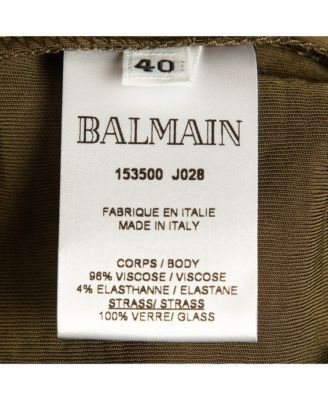 40
BALMAIN
153500 J028
FABRIQUE EN ITALIE
MADE IN ITALY
CORPS / BODY
96% VISCOSE / VISCOSE
4% ELASTHANNE / ELASTANE
STRASS/ STRASS
100% VERRE/ GLASS